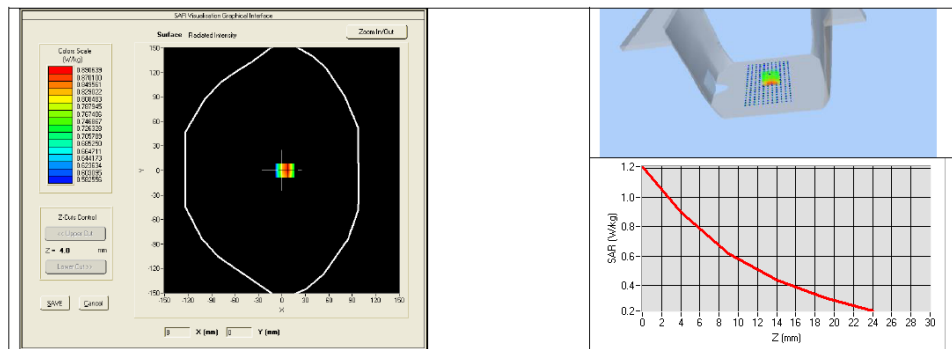 SAR Visualisation Graphical Interface
Surface Radiated Intensity
Zoom In/Out
Colors Scale
(W/kg)
0.890639
0.870100
0.849561
0.829022
0.808483
0.787945
0.767406
0.746867
0.726328
0.705789
0.685250
0.664711
0.644173
0.623634
0.603095
0.582556
150
120
90
60
30
0
-30
-60
-90
-120
-150
Y
-150 -120 -90 -60 -30 0 30 60 90 120 150
X
Z-Cuts Control
<< Upper Cut
Z = 4.0 mm
Lower Cut >>
SAVE Cancel
0 X (mm) 0 Y (mm)
1.2
1.0
0.8
0.6
0.4
0.2
SAR (W/kg)
0 2 4 6 8 10 12 14 16 18 20 22 24 26 28 30
Z (mm)